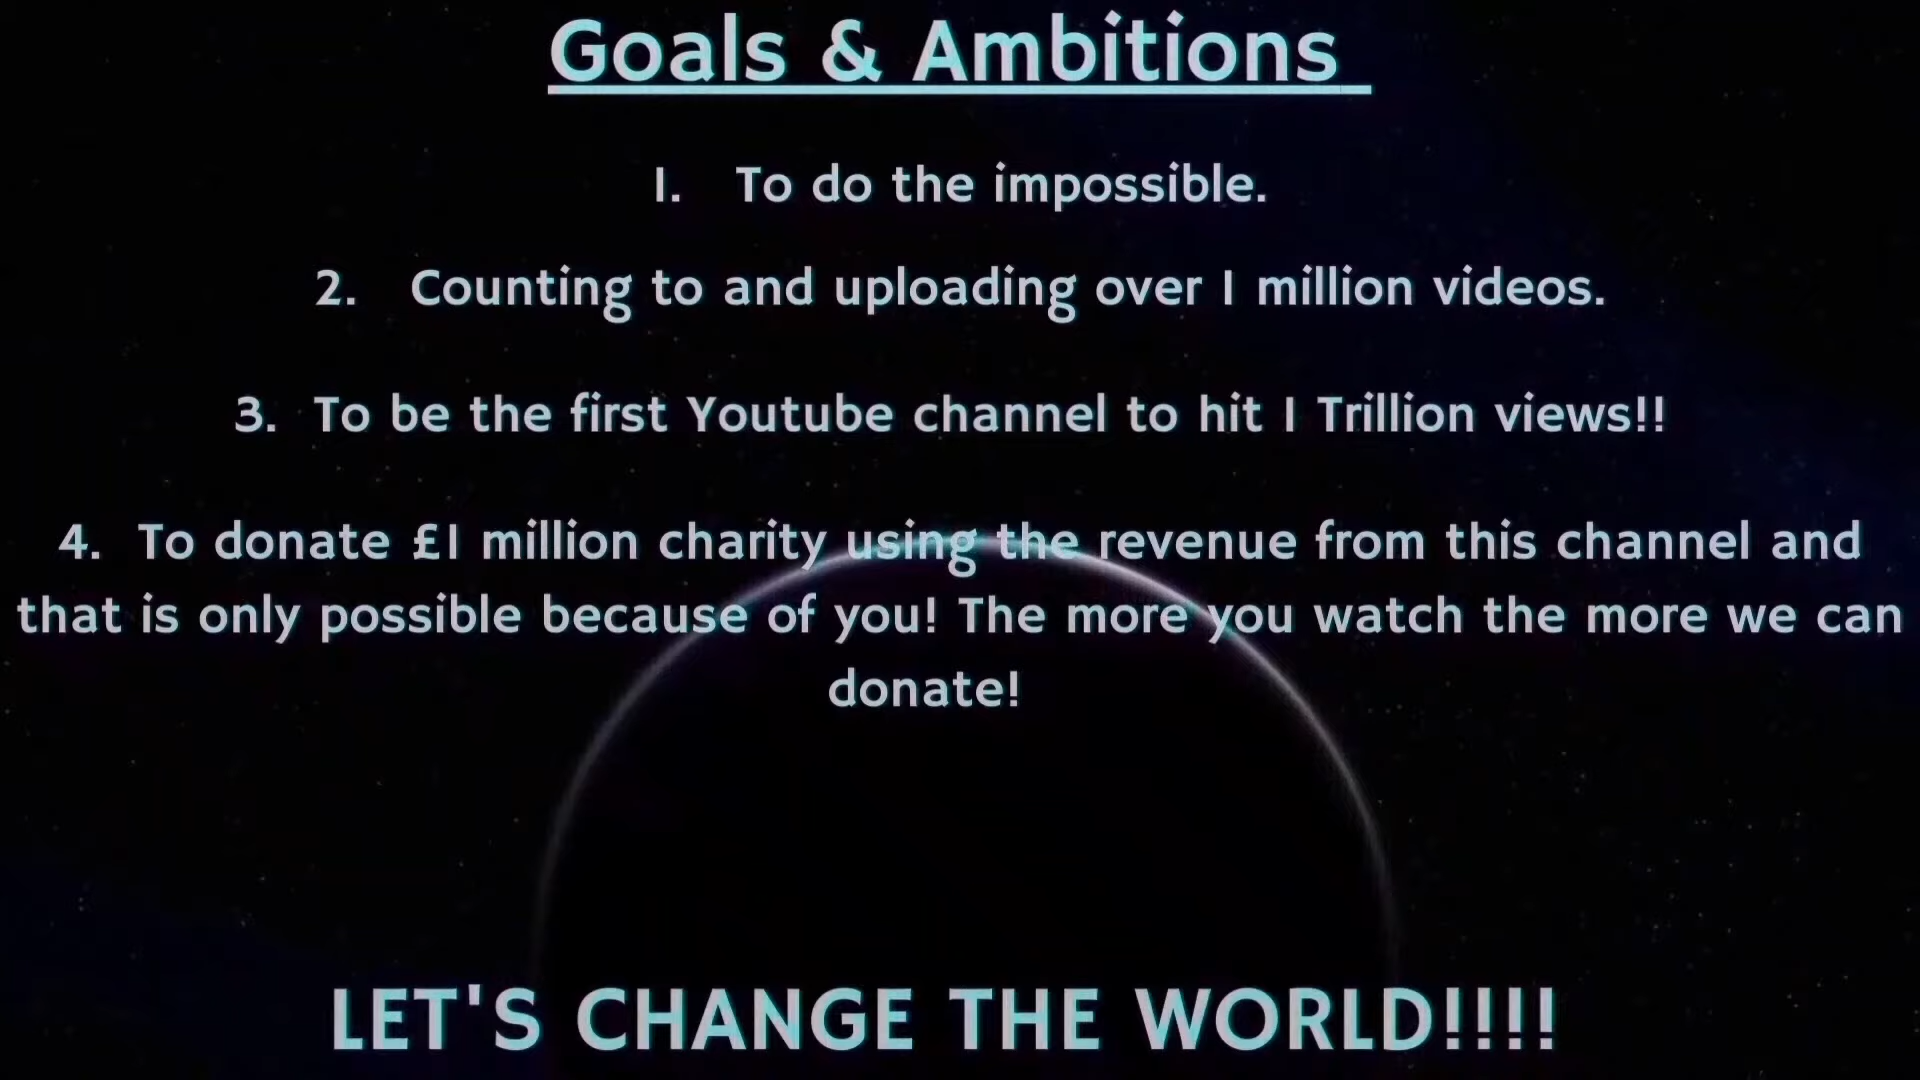 Goals & Ambitions
1. To do the impossible.
2. Counting to and uploading over 1 million videos.
3. To be the first Youtube channel to hit 1 Trillion views!!
4. To donate £1 million charity using the revenue from this channel and
that is only possible because of you! The more you watch the more we can
donate!
LET'S CHANGE THE WORLD!!!!